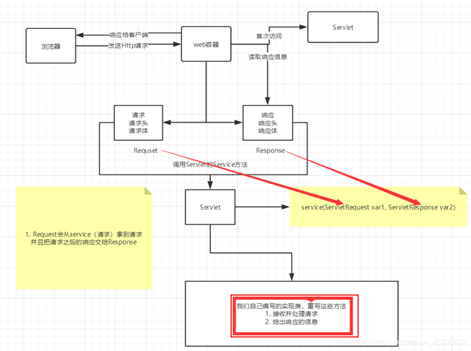 响应给客户端
浏览器
发送Http请求
web容器
首次访问
Servlet
读取响应信息
请求
请求头
请求体
响应
响应头
响应体
Requset
Response
调用Servlet的Service方法
Servlet
service(ServletRequest var1, ServletResponse var2)
1. Request会从service（请求）拿到请求
并且把请求之后的响应交给Response
我们自己编写的实现类，重写这些方法
1. 接收并处理请求
2. 给出响应的信息